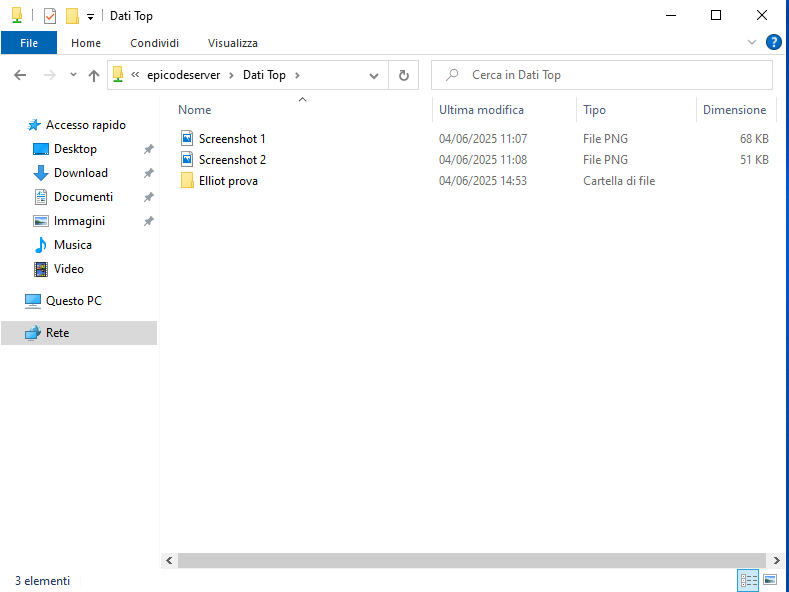 Dati Top
File Home Condividi Visualizza ?
« epicodeserver > Dati Top > Cerca in Dati Top
Nome Ultima modifica Tipo Dimensione
Accesso rapido
Desktop
Download
Documenti
Immagini
Musica
Video
Questo PC
Rete
Screenshot 1 04/06/2025 11:07 File PNG 68 KB
Screenshot 2 04/06/2025 11:08 File PNG 51 KB
Elliot prova 04/06/2025 14:53 Cartella di file
3 elementi